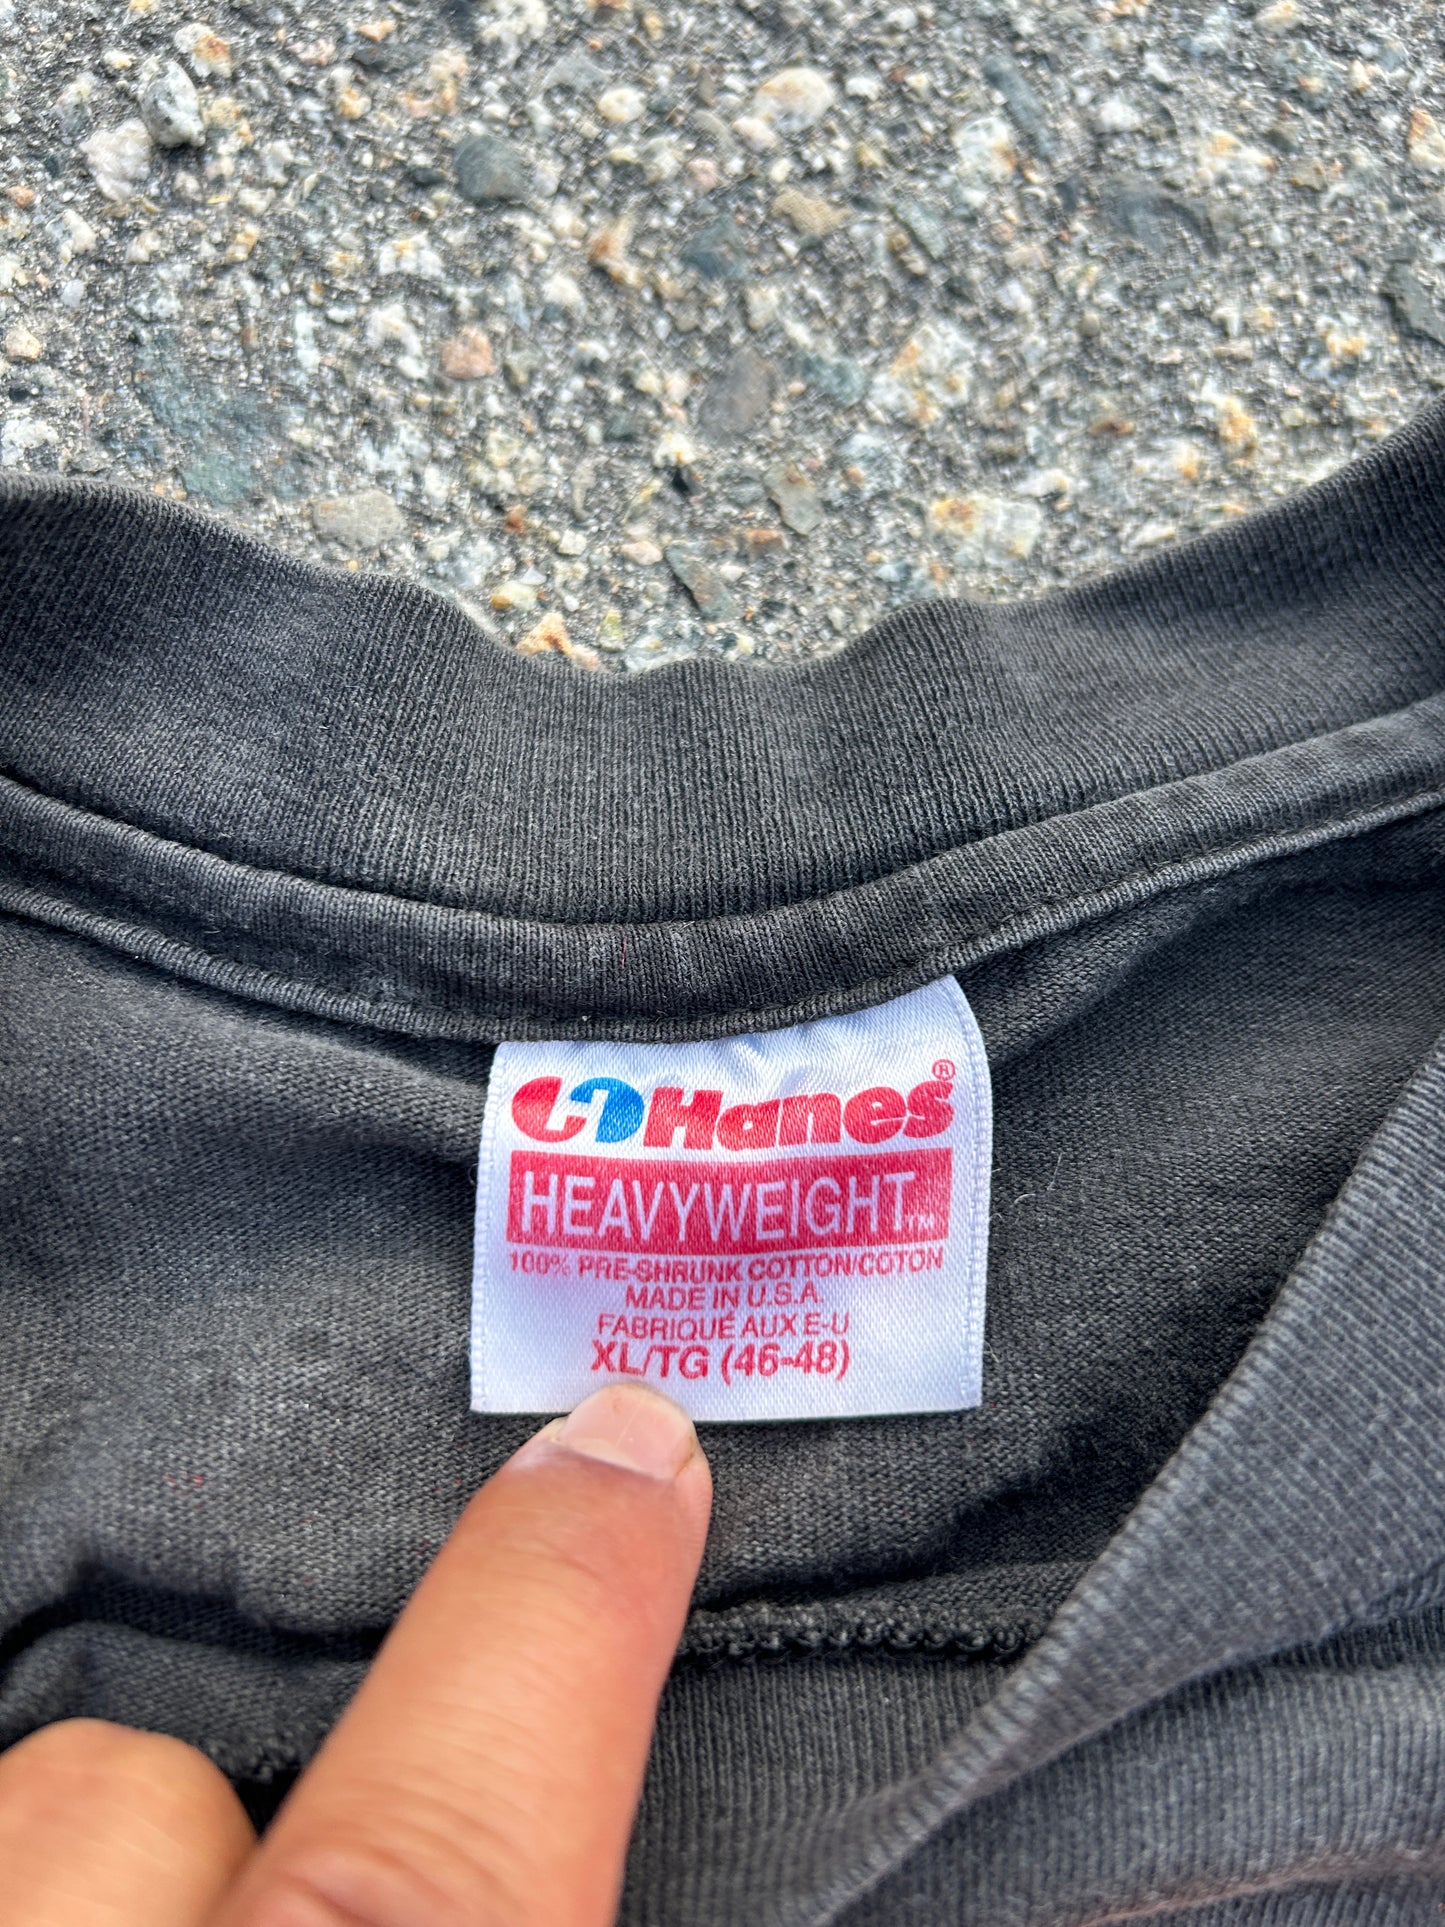 Hanes®
HEAVYWEIGHT™
100% PRE-SHRUNK COTTON/COTON
MADE IN U.S.A.
FABRIQUÉ AUX E-U
XL/TG (46-48)